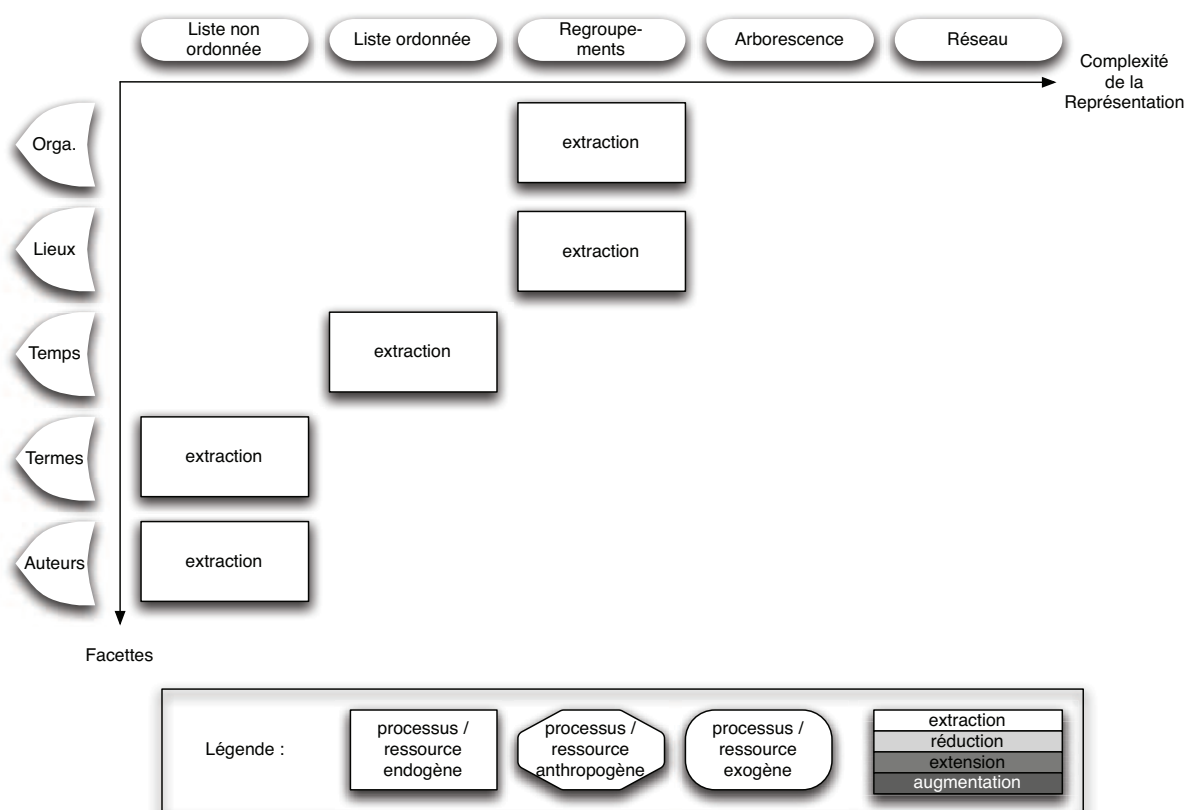 Liste non
ordonnée
Liste ordonnée
Regroupe-
ments
Arborescence
Réseau
Complexité
de la
Représentation
Orga.
extraction
Lieux
extraction
Temps
extraction
Termes
extraction
Auteurs
extraction
Facettes
Légende :
processus /
ressource
endogène
processus /
ressource
anthropogène
processus /
ressource
exogène
extraction
réduction
extension
augmentation